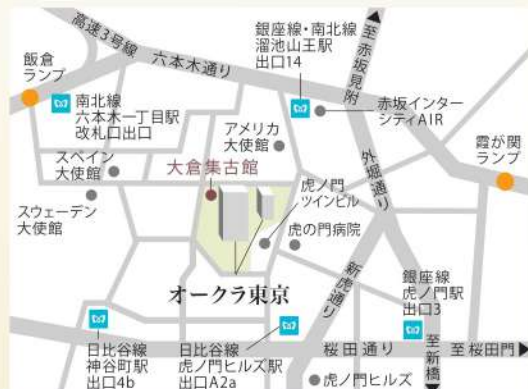 高速3号線
六本木通り
銀座線・南北線
溜池山王駅
出口14
至赤坂見附
飯倉
ランプ
南北線
六本木一丁目駅
改札口出口
アメリカ
大使館
赤坂インター
シティAIR
外堀通り
霞が関
ランプ
スペイン
大使館
大倉集古館
虎ノ門
ツインビル
スウェーデン
大使館
虎の門病院
オークラ東京
新虎通り
銀座線
虎ノ門駅
出口3
日比谷線
神谷町駅
出口4b
日比谷線
虎ノ門ヒルズ駅
出口A2a
桜田通り
至新橋
至桜田門
虎ノ門ヒルズ